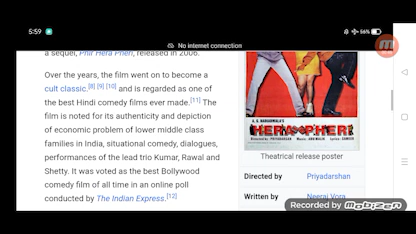 5:59
56%
No internet connection
a sequel, Phir Hera Pheri, released in 2006.
Over the years, the film went on to become a
cult classic.[8] [9] [10] and is regarded as one of
the best Hindi comedy films ever made.[11] The
film is noted for its authenticity and depiction
of economic problem of lower middle class
families in India, situational comedy, dialogues,
performances of the lead trio Kumar, Rawal and
Shetty. It was voted as the best Bollywood
comedy film of all time in an online poll
conducted by The Indian Express.[12]
HERA PHERI
Theatrical release poster
Directed by Priyadarshan
Written by Neeraj Vora
Recorded by Mobizen